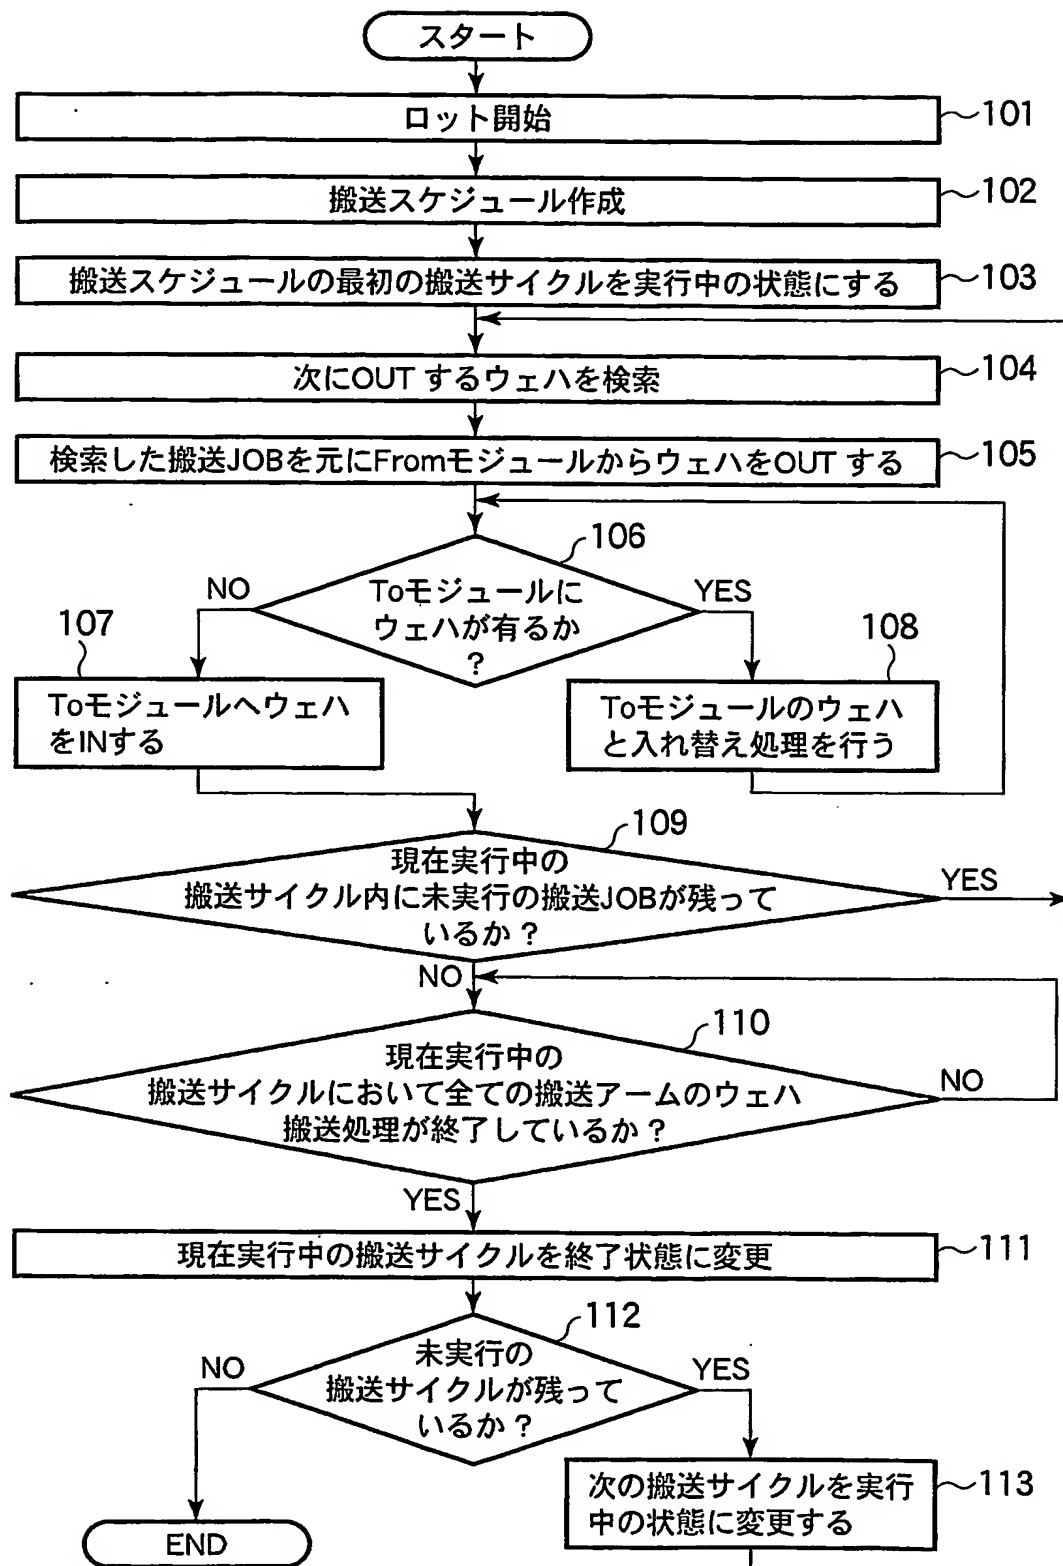 スタート
ロット開始
101
搬送スケジュール作成
102
搬送スケジュールの最初の搬送サイクルを実行中の状態にする
103
次にOUT するウェハを検索
104
検索した搬送JOBを元にFromモジュールからウェハをOUT する
105
106
NO
Toモジュールに
ウェハが有るか
?
YES
107
Toモジュールへウェハ
をINする
108
Toモジュールのウェハ
と入れ替え処理を行う
109
現在実行中の
搬送サイクル内に未実行の搬送JOBが残って
いるか?
YES
NO
110
現在実行中の
搬送サイクルにおいて全ての搬送アームのウェハ
搬送処理が終了しているか?
NO
YES
現在実行中の搬送サイクルを終了状態に変更
111
112
NO
未実行の
搬送サイクルが残って
いるか?
YES
次の搬送サイクルを実行
中の状態に変更する
113
END